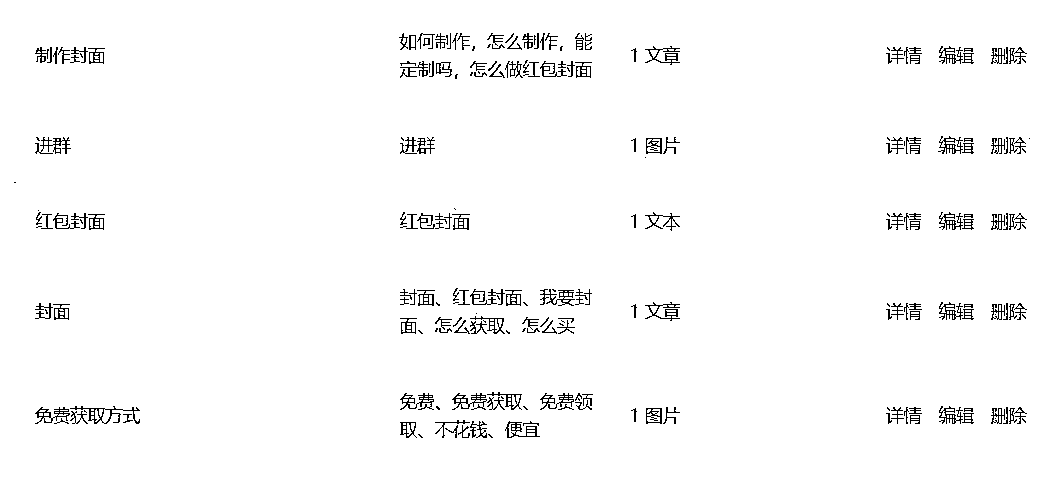 制作封面 如何制作，怎么制作，能 1 文章 详情 编辑 删除
定制吗，怎么做红包封面
进群 进群 1 图片 详情 编辑 删除
红包封面 红包封面 1 文本 详情 编辑 删除
封面 封面、红包封面、我要封 1 文章 详情 编辑 删除
面、怎么获取、怎么买
免费获取方式 免费、免费获取、免费领 1 图片 详情 编辑 删除
取、不花钱、便宜